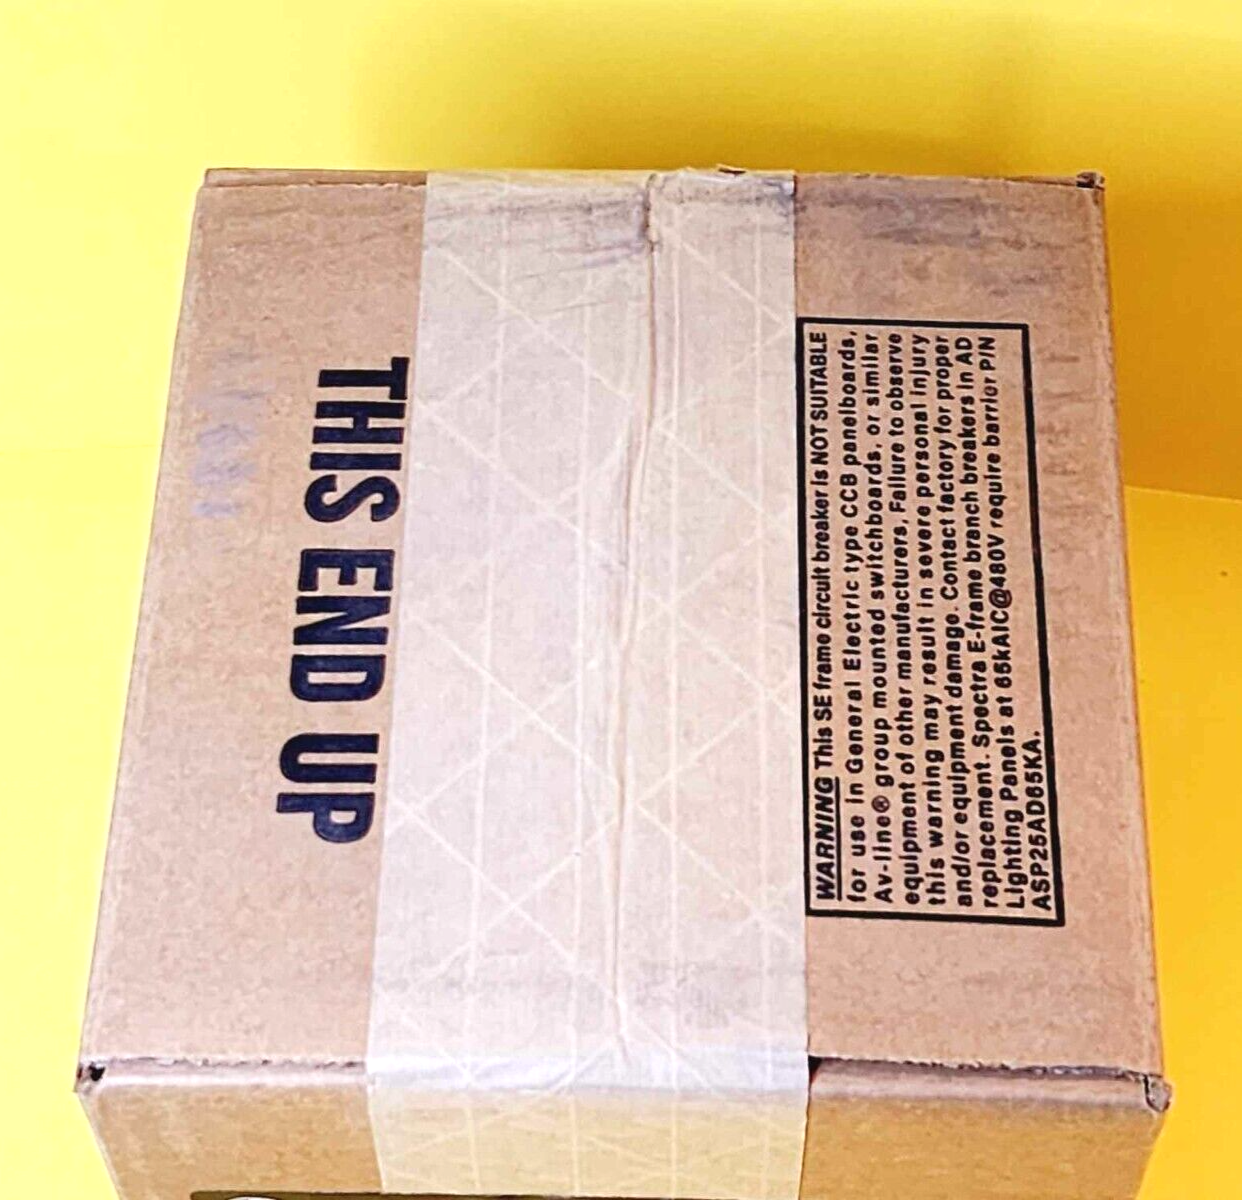 THIS END UP
WARNING This SE frame circuit breaker is NOT SUITABLE
for use in General Electric type CCB panelboards,
Av-line® group mounted switchboards, or similar
equipment of other manufacturers. Failure to observe
this warning may result in severe personal injury
and/or equipment damage. Contact factory for proper
replacement. Spectra E-frame branch breakers in AD
Lighting Panels at 65kAIC@480V require barrier P/N
ASP25AD65KA.